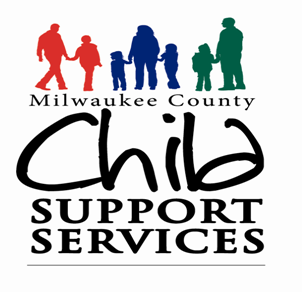 Milwaukee County
Child
SUPPORT
SERVICES